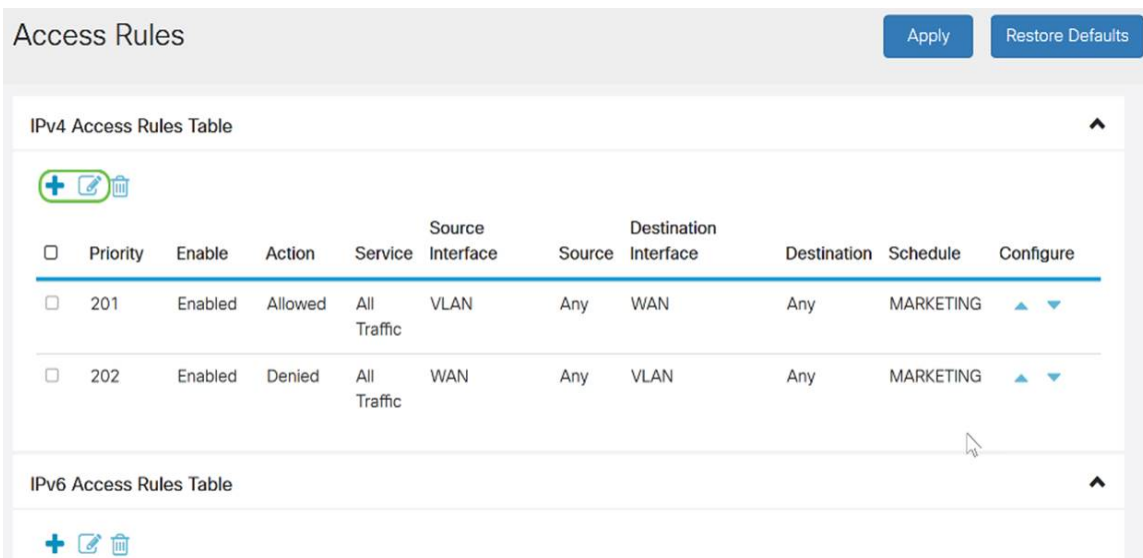 Access Rules
Apply
Restore Defaults
IPv4 Access Rules Table
Source
Destination
Priority Enable Action Service Interface Source Interface Destination Schedule Configure
201 Enabled Allowed All VLAN Any WAN Any MARKETING
Traffic
202 Enabled Denied All WAN Any VLAN Any MARKETING
Traffic
IPv6 Access Rules Table